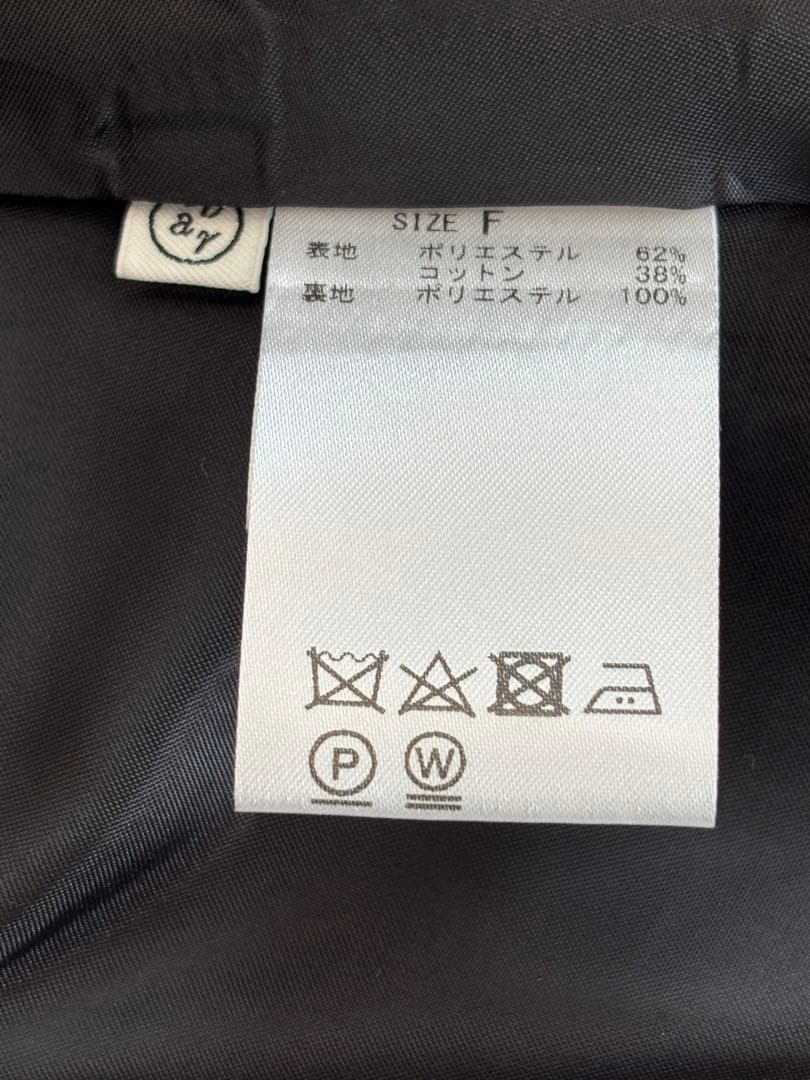 SIZE F
表地 ポリエステル 62%
コットン 38%
裏地 ポリエステル 100%
P W